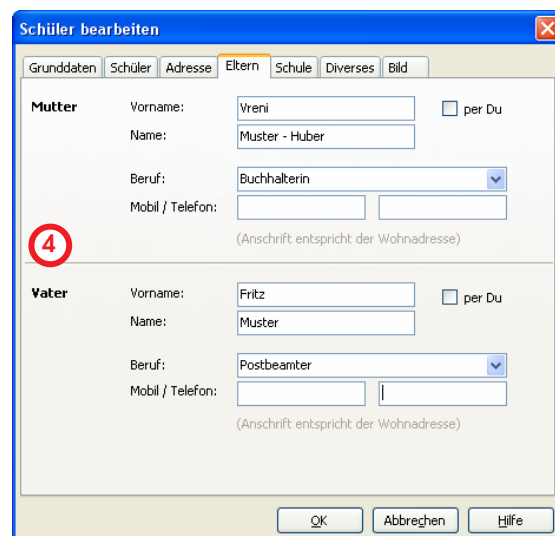 Schüler bearbeiten
Grunddaten Schüler Adresse Eltern Schule Diverses Bild
Mutter Vorname: Vreni per Du
Name: Muster - Huber
Beruf: Buchhalterin
Mobil / Telefon:
(Anschrift entspricht der Wohnadresse)
4
Vater Vorname: Fritz per Du
Name: Muster
Beruf: Postbeamter
Mobil / Telefon:
(Anschrift entspricht der Wohnadresse)
OK Abbrechen Hilfe